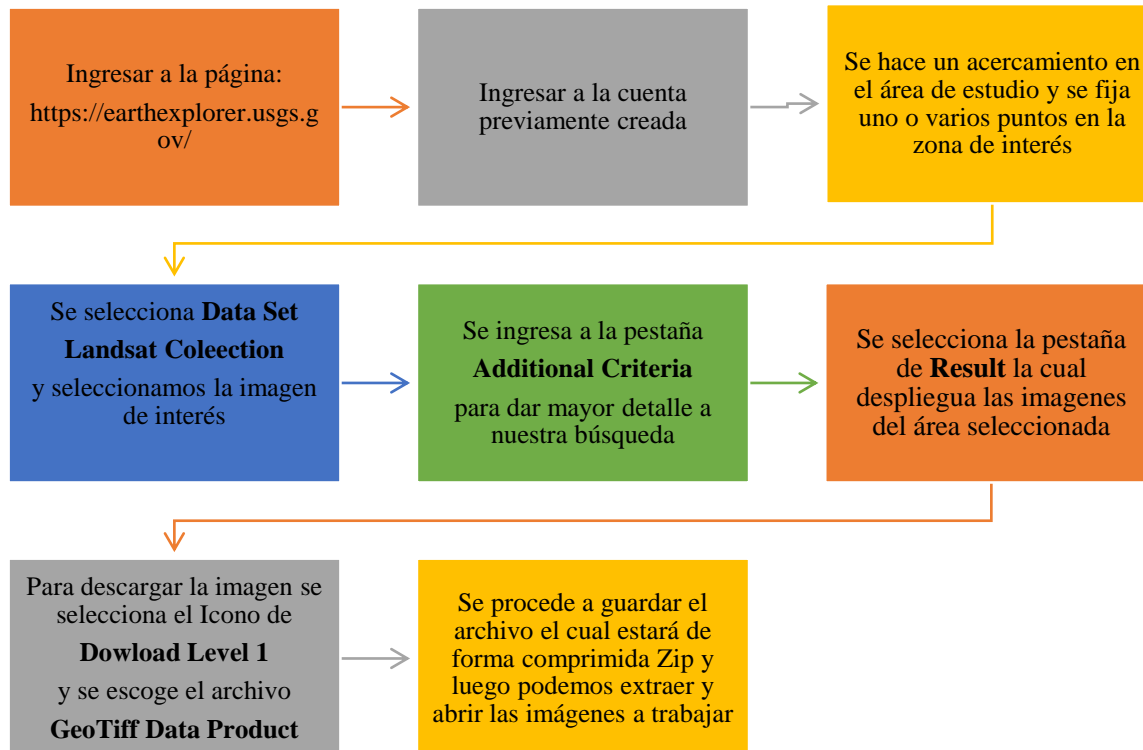 Ingresar a la página:
https://earthexplorer.usgs.g
ov/
Ingresar a la cuenta
previamente creada
Se hace un acercamiento en
el área de estudio y se fija
uno o varios puntos en la
zona de interés
Se selecciona Data Set
Landsat Coleection
y seleccionamos la imagen
de interés
Se ingresa a la pestaña
Additional Criteria
para dar mayor detalle a
nuestra búsqueda
Se selecciona la pestaña
de Result la cual
despliegua las imagenes
del área seleccionada
Para descargar la imagen se
selecciona el Icono de
Dowload Level 1
y se escoge el archivo
GeoTiff Data Product
Se procede a guardar el
archivo el cual estará de
forma comprimida Zip y
luego podemos extraer y
abrir las imágenes a trabajar